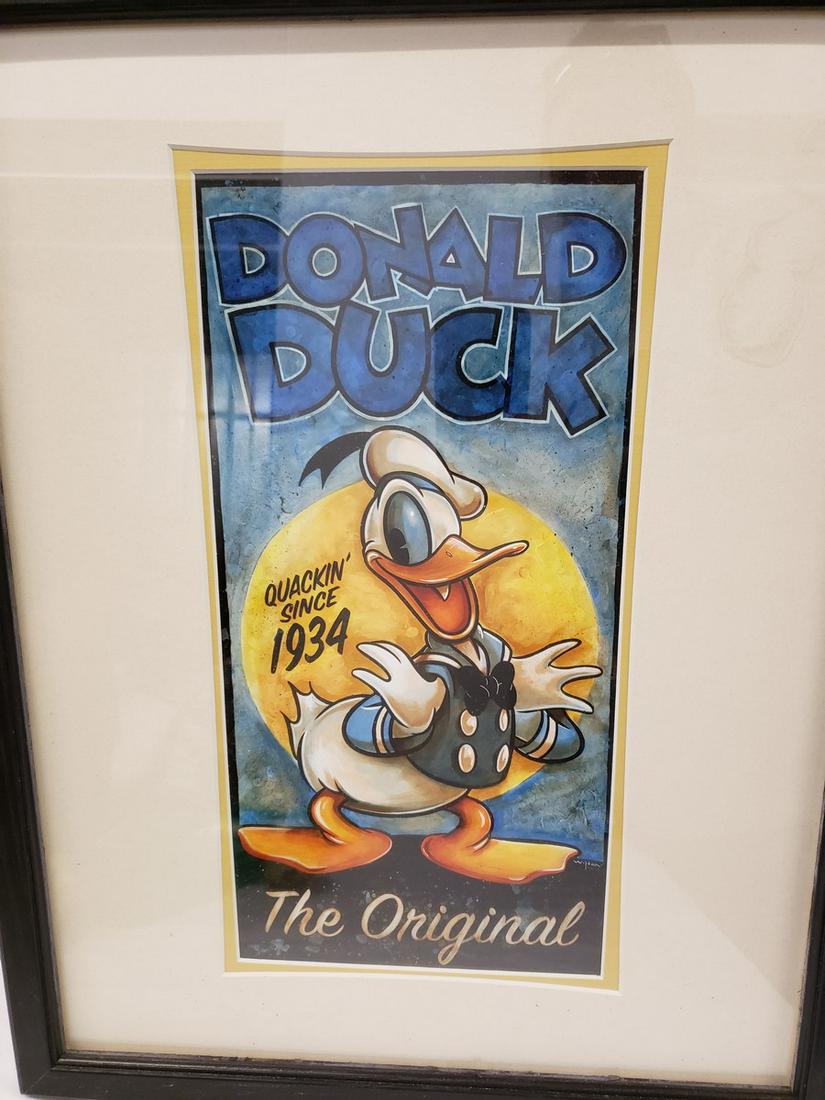 DONALD
DUCK
QUACKIN'
SINCE
1934
The Original